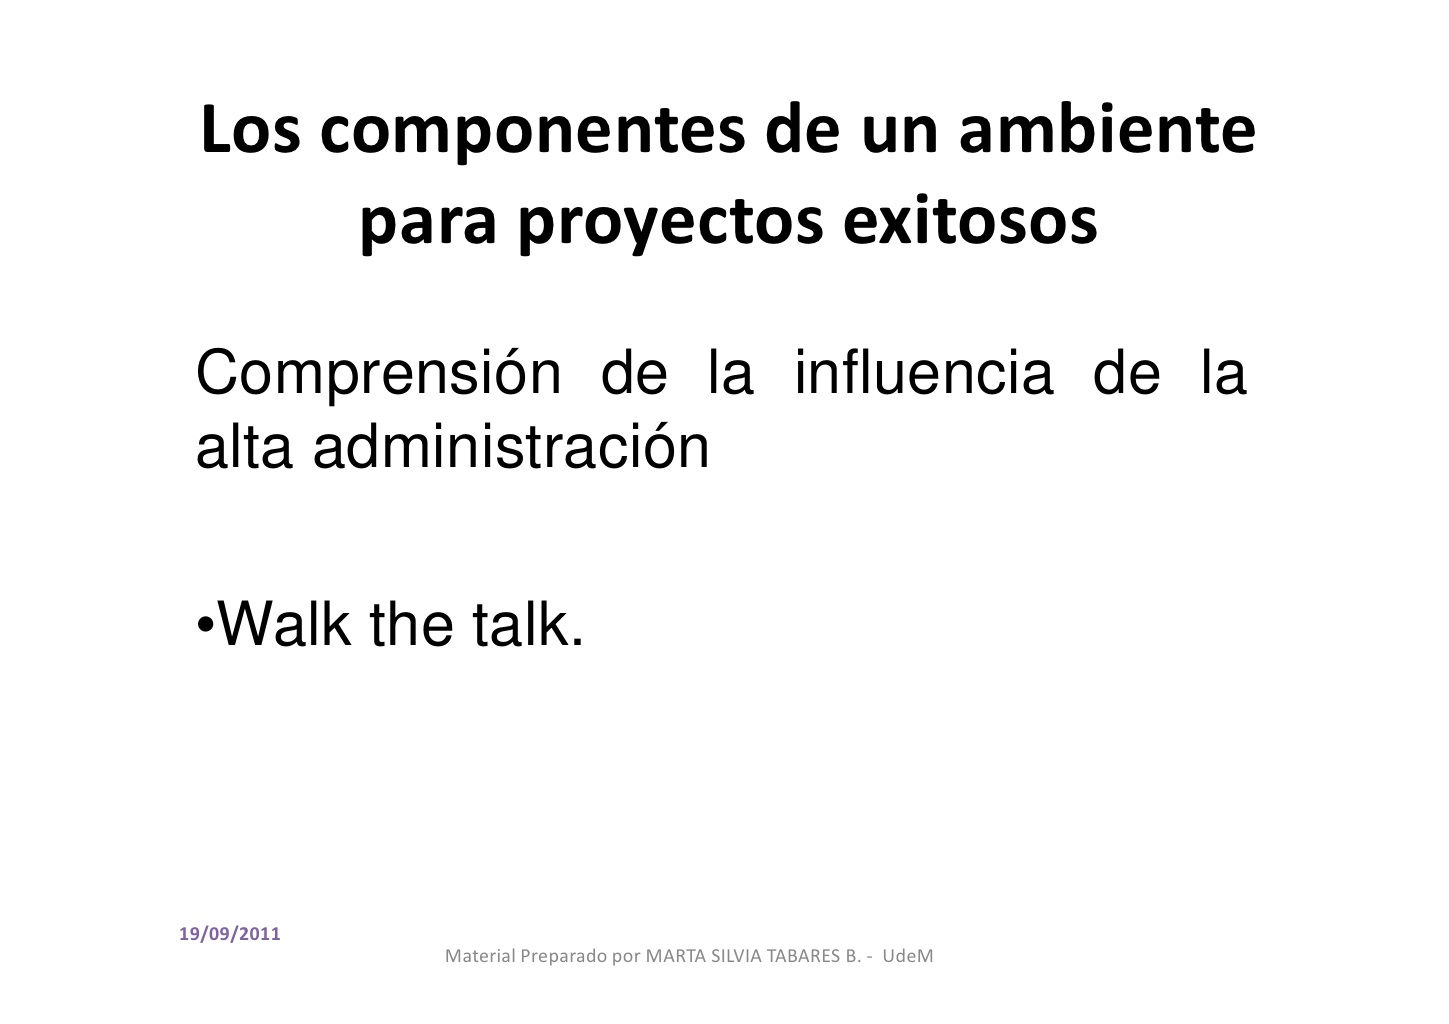 Los componentes de un ambiente
para proyectos exitosos
Comprensión de la influencia de la
alta administración
•Walk the talk.
19/09/2011
Material Preparado por MARTA SILVIA TABARES B. - UdeM